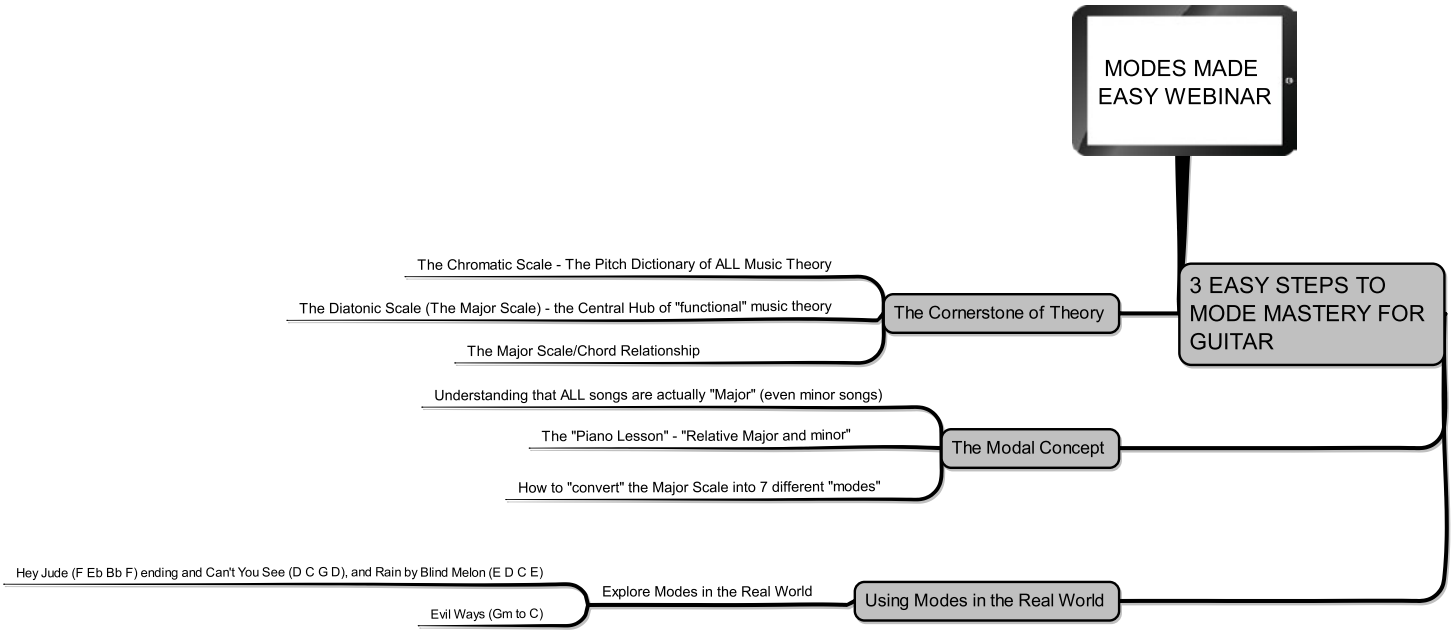 MODES MADE
EASY WEBINAR
3 EASY STEPS TO
MODE MASTERY FOR
GUITAR
The Cornerstone of Theory
The Chromatic Scale - The Pitch Dictionary of ALL Music Theory
The Diatonic Scale (The Major Scale) - the Central Hub of "functional" music theory
The Major Scale/Chord Relationship
The Modal Concept
Understanding that ALL songs are actually "Major" (even minor songs)
The "Piano Lesson" - "Relative Major and minor"
How to "convert" the Major Scale into 7 different "modes"
Using Modes in the Real World
Explore Modes in the Real World
Hey Jude (F Eb Bb F) ending and Can't You See (D C G D), and Rain by Blind Melon (E D C E)
Evil Ways (Gm to C)